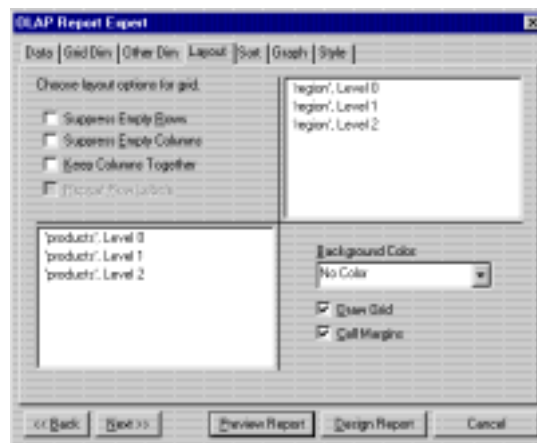 OLAP Report Expert
Data Grid Dim Other Dim Layout Sort Graph Style
Choose layout options for grid.
Suppress Empty Rows
Suppress Empty Columns
Keep Columns Together
Repeat Row Labels
'region', Level 0
'region', Level 1
'region', Level 2
'products', Level 0
'products', Level 1
'products', Level 2
Background Color
No Color
Draw Grid
Cell Margins
<< Back Next >> Preview Report Design Report Cancel